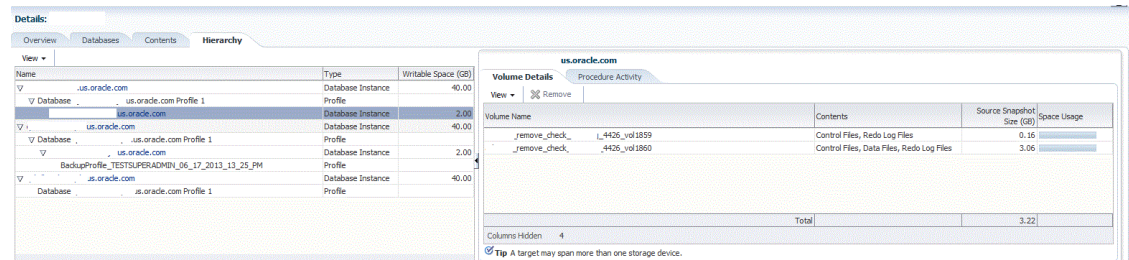 Details:
Overview Databases Contents Hierarchy
View
Name Type Writable Space (GB)
.us.oracle.com Database Instance 40.00
Database us.oracle.com Profile 1 Profile
us.oracle.com Database Instance 2.00
us.oracle.com Database Instance 40.00
Database .us.oracle.com Profile 1 Profile
us.oracle.com Database Instance 2.00
BackupProfile_TESTSUPERADMIN_06_17_2013_13_25_PM Profile
us.oracle.com Database Instance 40.00
Database us.oracle.com Profile 1 Profile
us.oracle.com
Volume Details Procedure Activity
View Remove
Volume Name Contents Source Snapshot Size (GB) Space Usage
_remove_check_ _4426_vol1859 Control Files, Redo Log Files 0.16
_remove_check_ _4426_vol1860 Control Files, Data Files, Redo Log Files 3.06
Total 3.22
Columns Hidden 4
Tip A target may span more than one storage device.